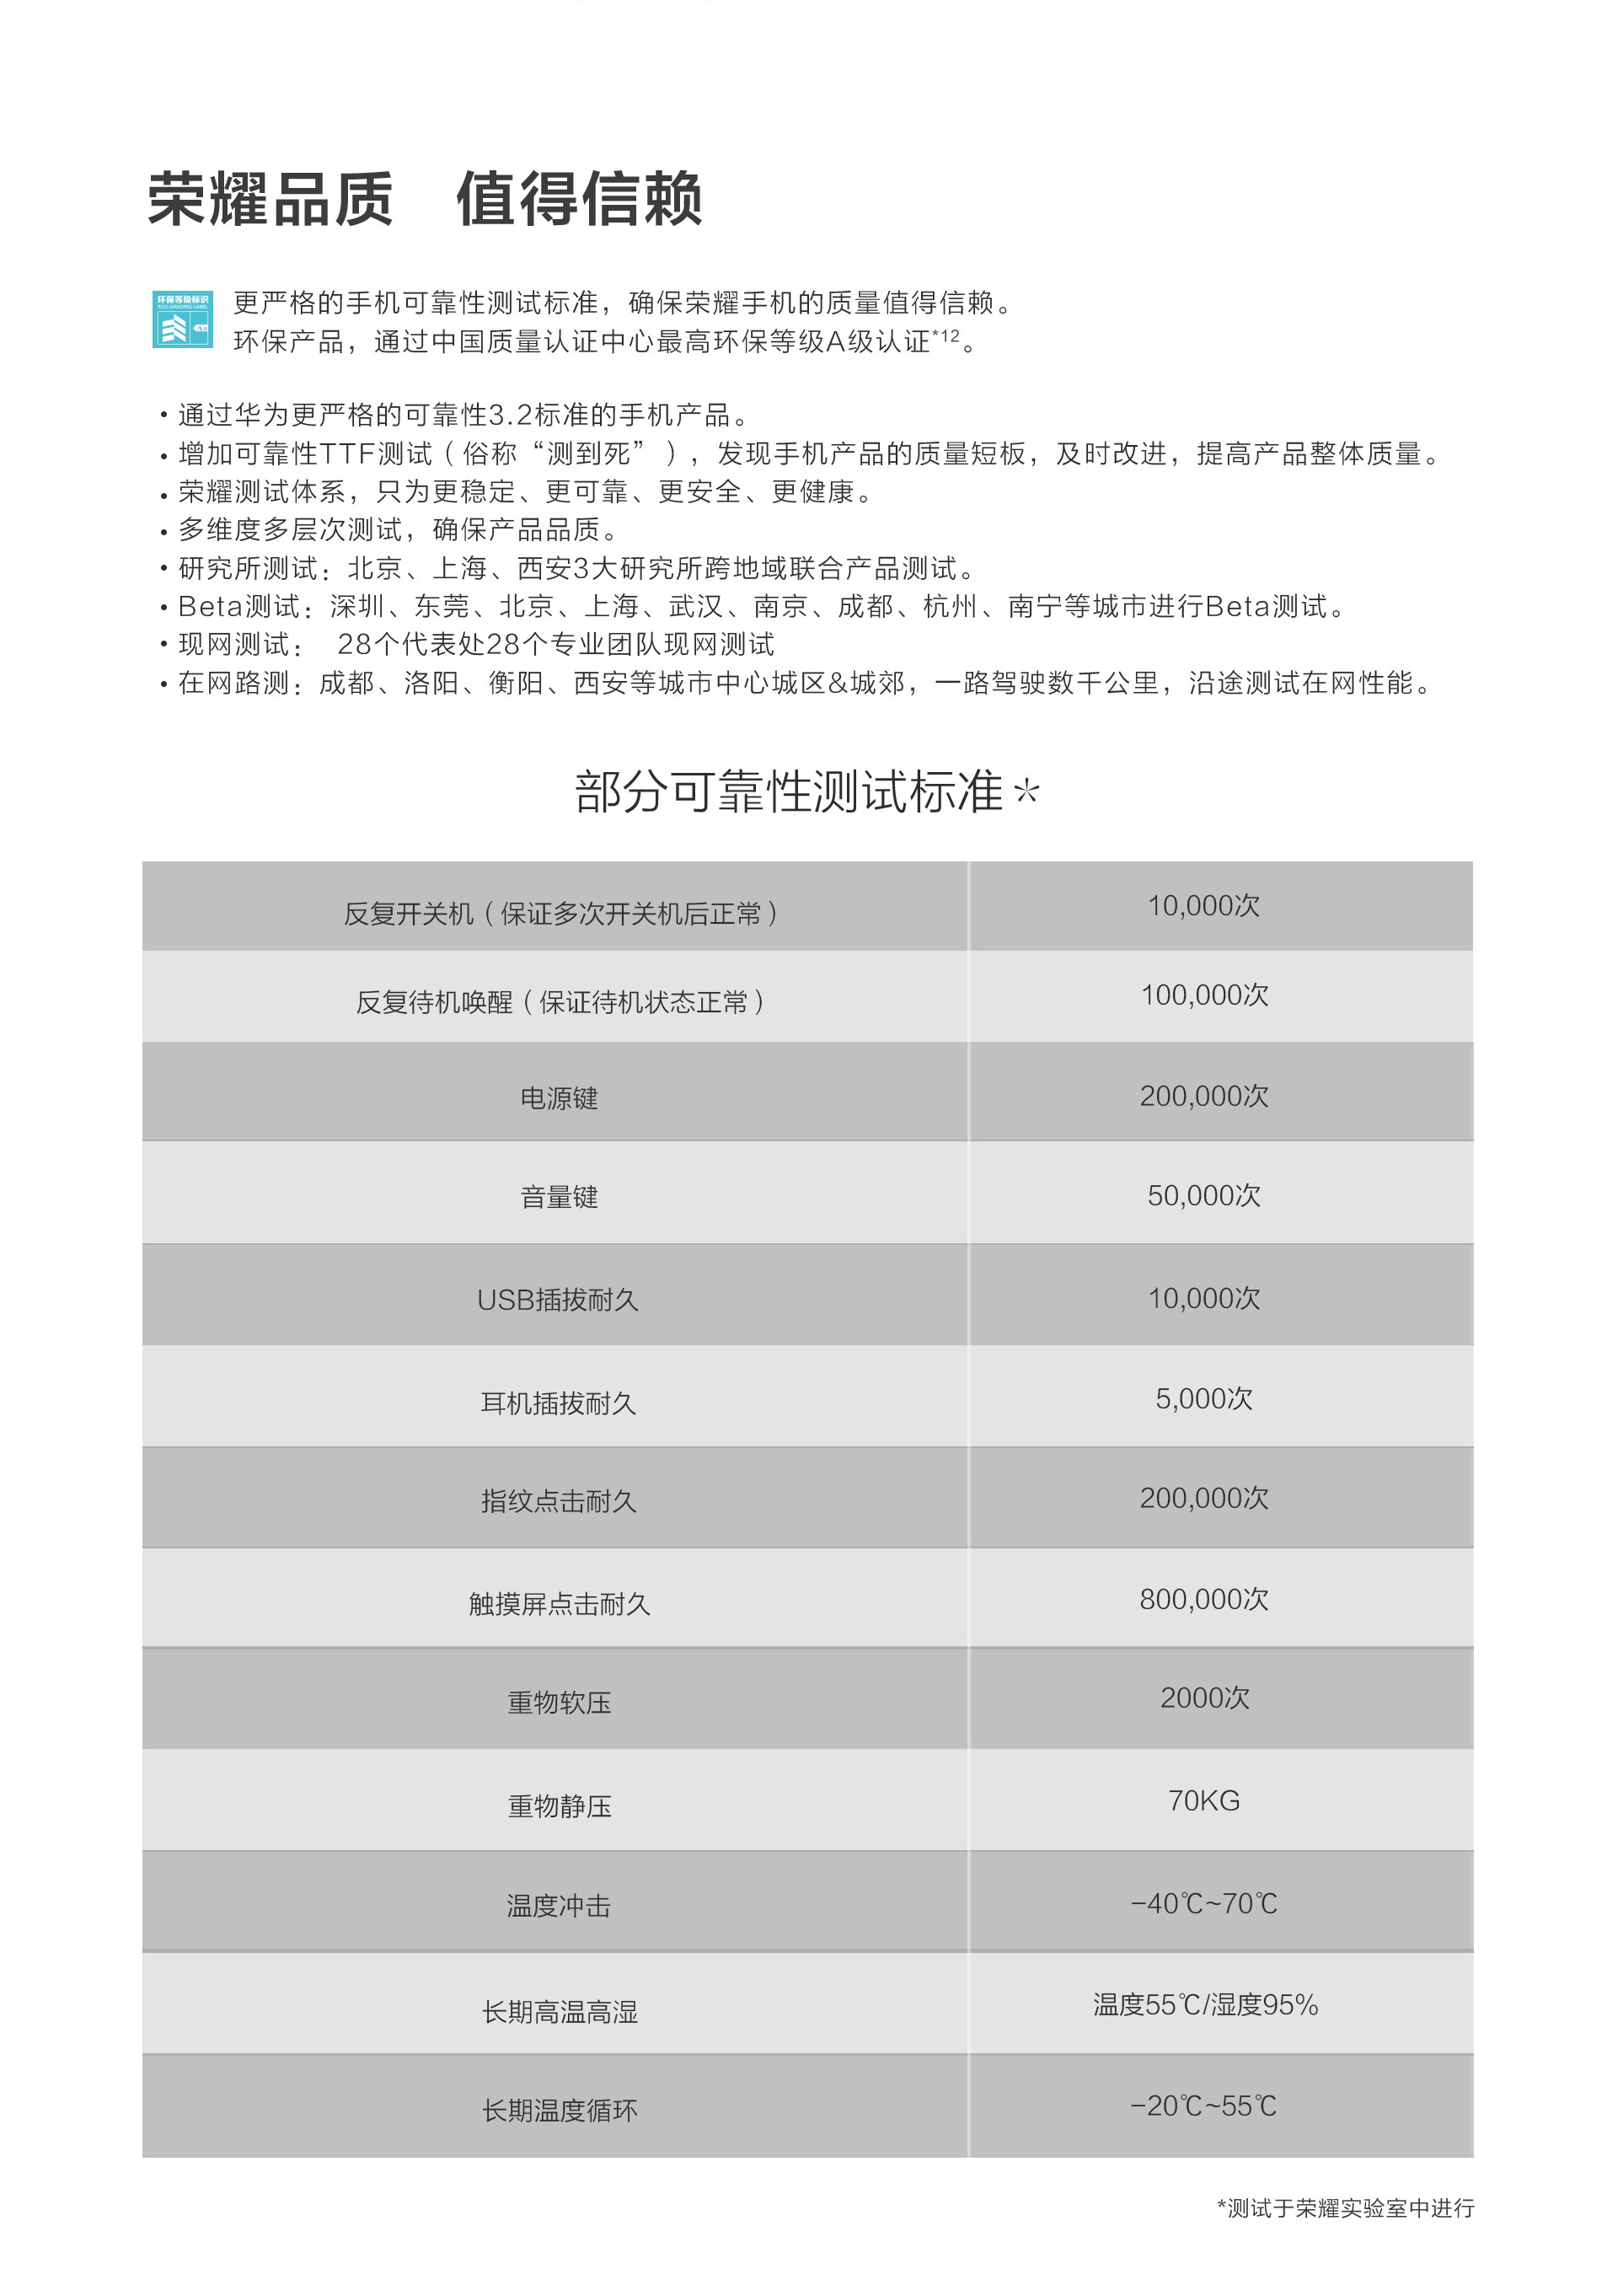 荣耀品质　值得信赖
环保等级标识
ECO-GRADING LABEL
更严格的手机可靠性测试标准，确保荣耀手机的质量值得信赖。
环保产品，通过中国质量认证中心最高环保等级A级认证*12。
• 通过华为更严格的可靠性3.2标准的手机产品。
• 增加可靠性TTF测试（俗称“测到死”），发现手机产品的质量短板，及时改进，提高产品整体质量。
• 荣耀测试体系，只为更稳定、更可靠、更安全、更健康。
• 多维度多层次测试，确保产品品质。
• 研究所测试：北京、上海、西安3大研究所跨地域联合产品测试。
• Beta测试：深圳、东莞、北京、上海、武汉、南京、成都、杭州、南宁等城市进行Beta测试。
• 现网测试：　28个代表处28个专业团队现网测试
• 在网路测：成都、洛阳、衡阳、西安等城市中心城区&城郊，一路驾驶数千公里，沿途测试在网性能。
部分可靠性测试标准*
反复开关机（保证多次开关机后正常） 10,000次
反复待机唤醒（保证待机状态正常） 100,000次
电源键 200,000次
音量键 50,000次
USB插拔耐久 10,000次
耳机插拔耐久 5,000次
指纹点击耐久 200,000次
触摸屏点击耐久 800,000次
重物软压 2000次
重物静压 70KG
温度冲击 -40℃~70℃
长期高温高湿 温度55℃/湿度95%
长期温度循环 -20℃~55℃
*测试于荣耀实验室中进行